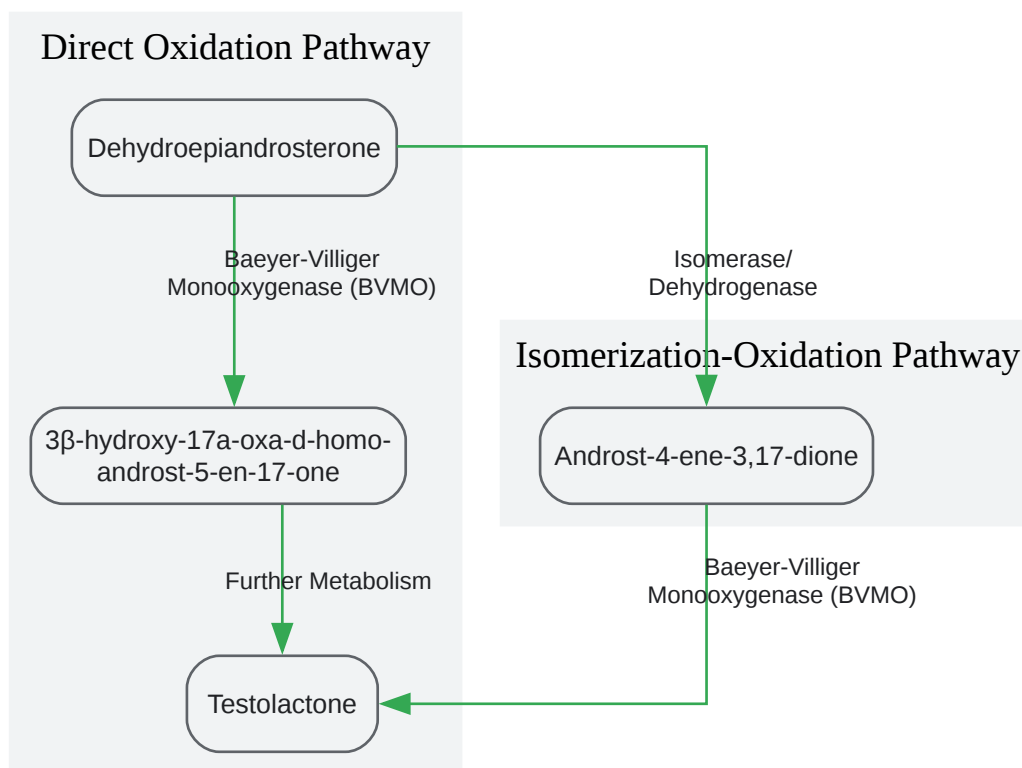 Direct Oxidation Pathway
Dehydroepiandrosterone
Baeyer-Villiger
Monooxygenase (BVMO)
Isomerase/
Dehydrogenase
Isomerization-Oxidation Pathway
3β-hydroxy-17a-oxa-d-homo-
androst-5-en-17-one
Androst-4-ene-3,17-dione
Further Metabolism
Baeyer-Villiger
Monooxygenase (BVMO)
Testolactone